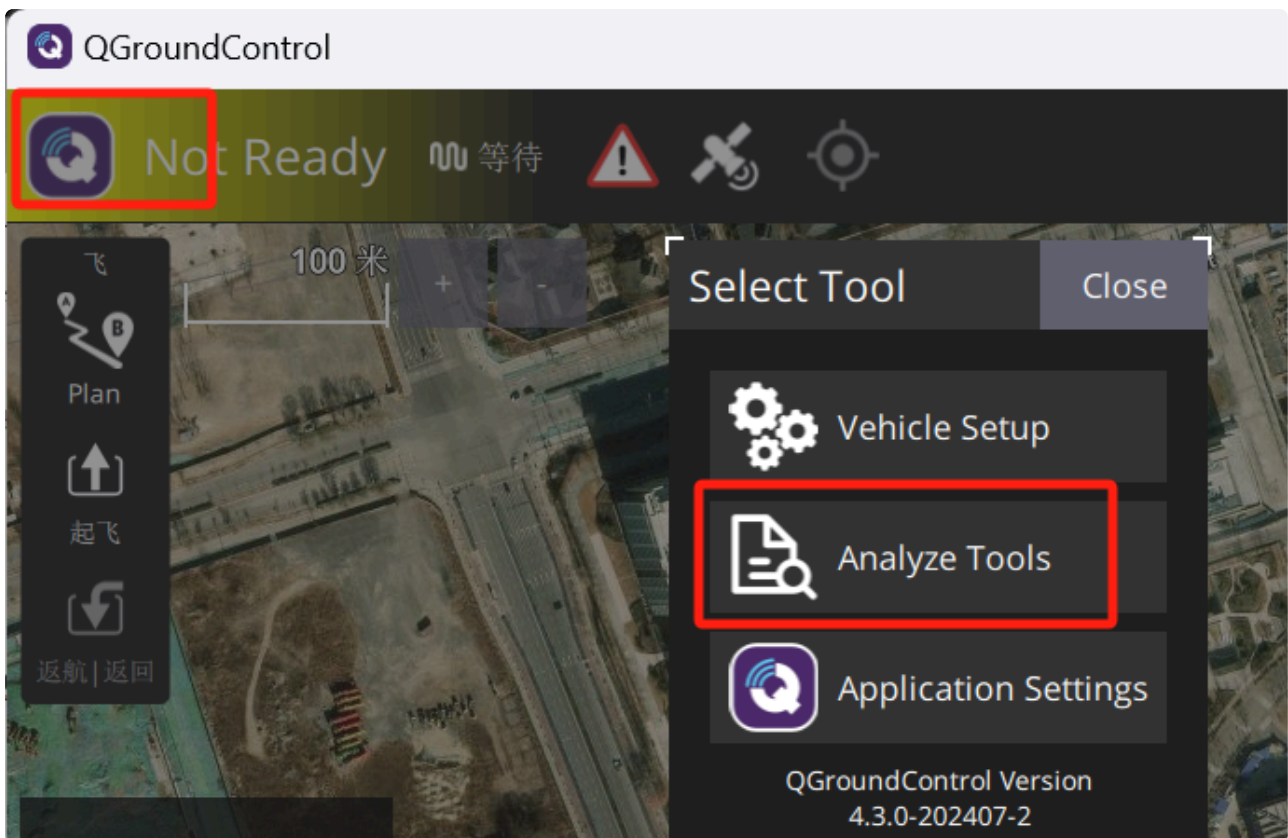 QGroundControl
Not Ready
等待
飞
100 米
+
-
Select Tool
Close
A
B
Plan
Vehicle Setup
起飞
Analyze Tools
返航|返回
Application Settings
QGroundControl Version
4.3.0-202407-2